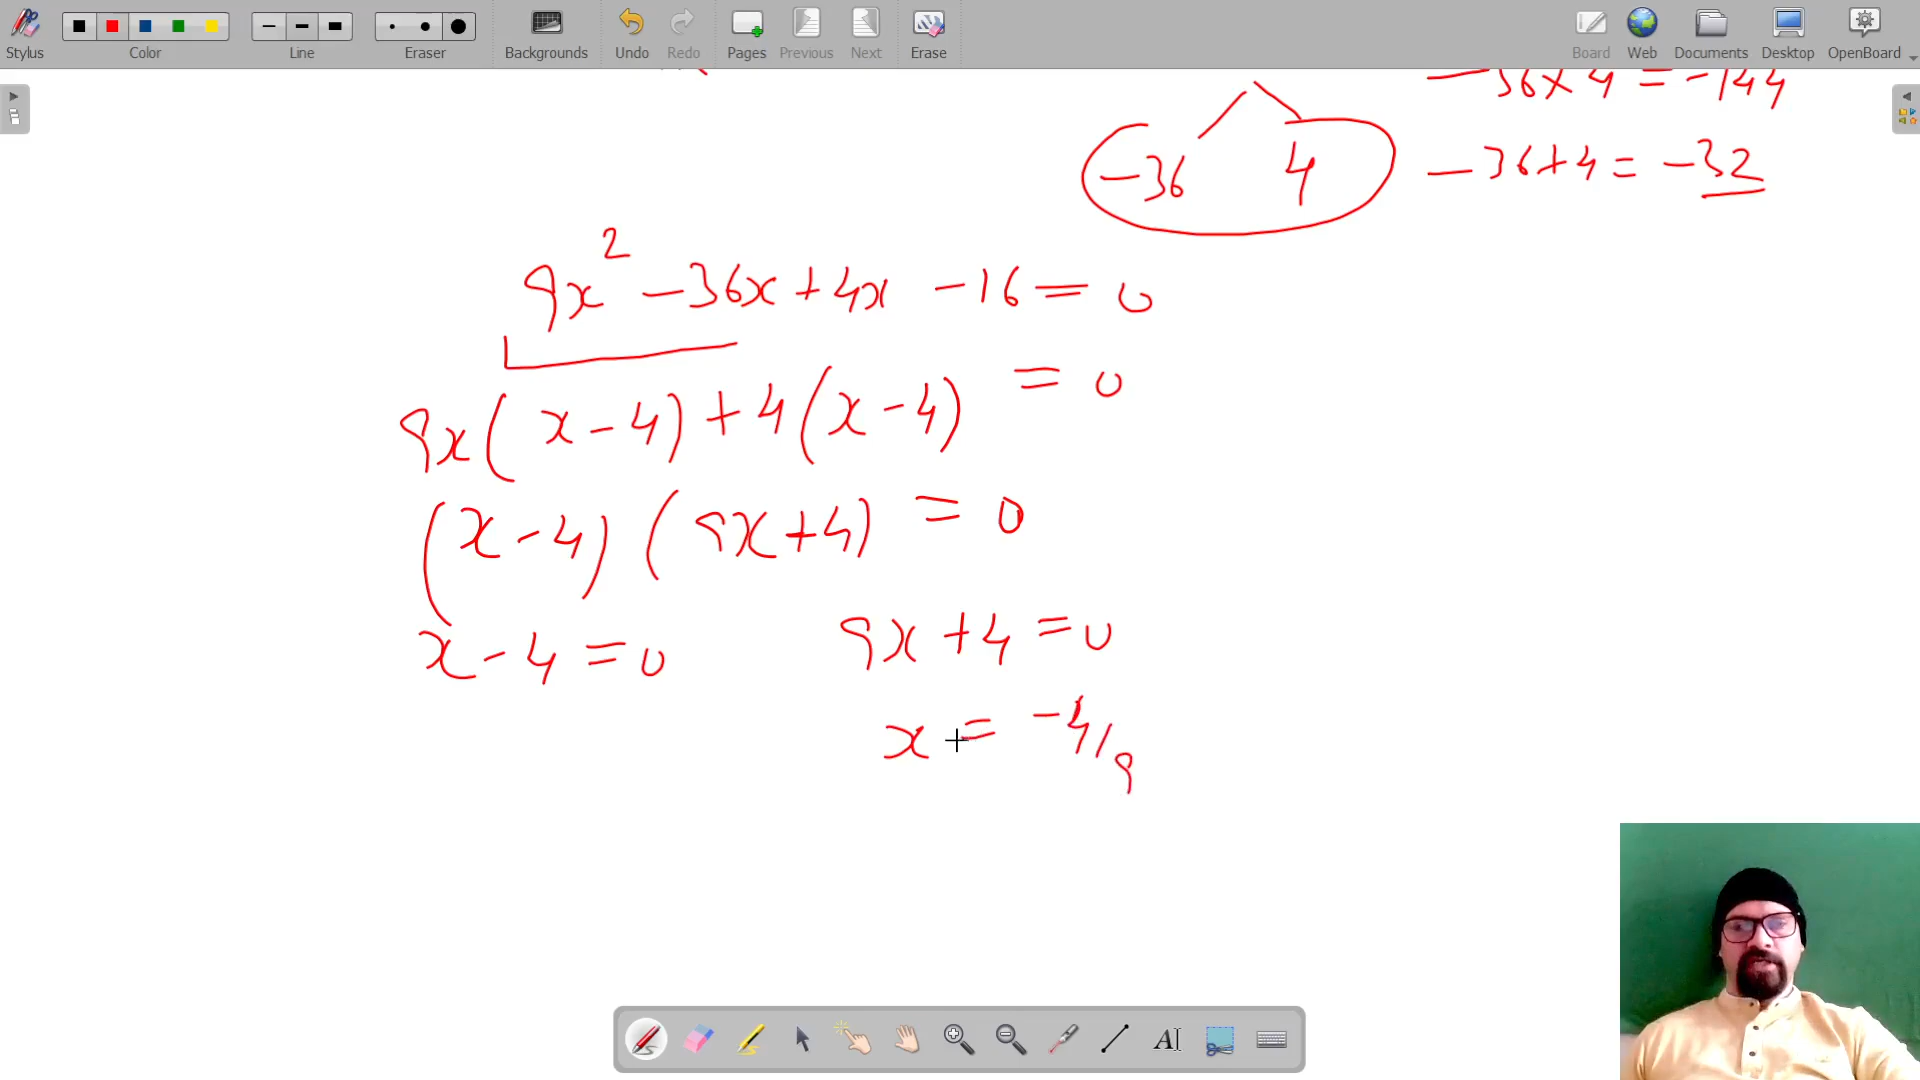 Stylus Color Line Eraser Backgrounds Undo Redo Pages Previous Next Erase Board Web Documents Desktop OpenBoard
-36×4 = -144
-36 4 -36+4 = -32
9x² -36x+4x -16 = 0
9x(x-4)+4(x-4) = 0
(x-4)(9x+4) = 0
x-4=0 9x+4=0
x = -4/9
AI